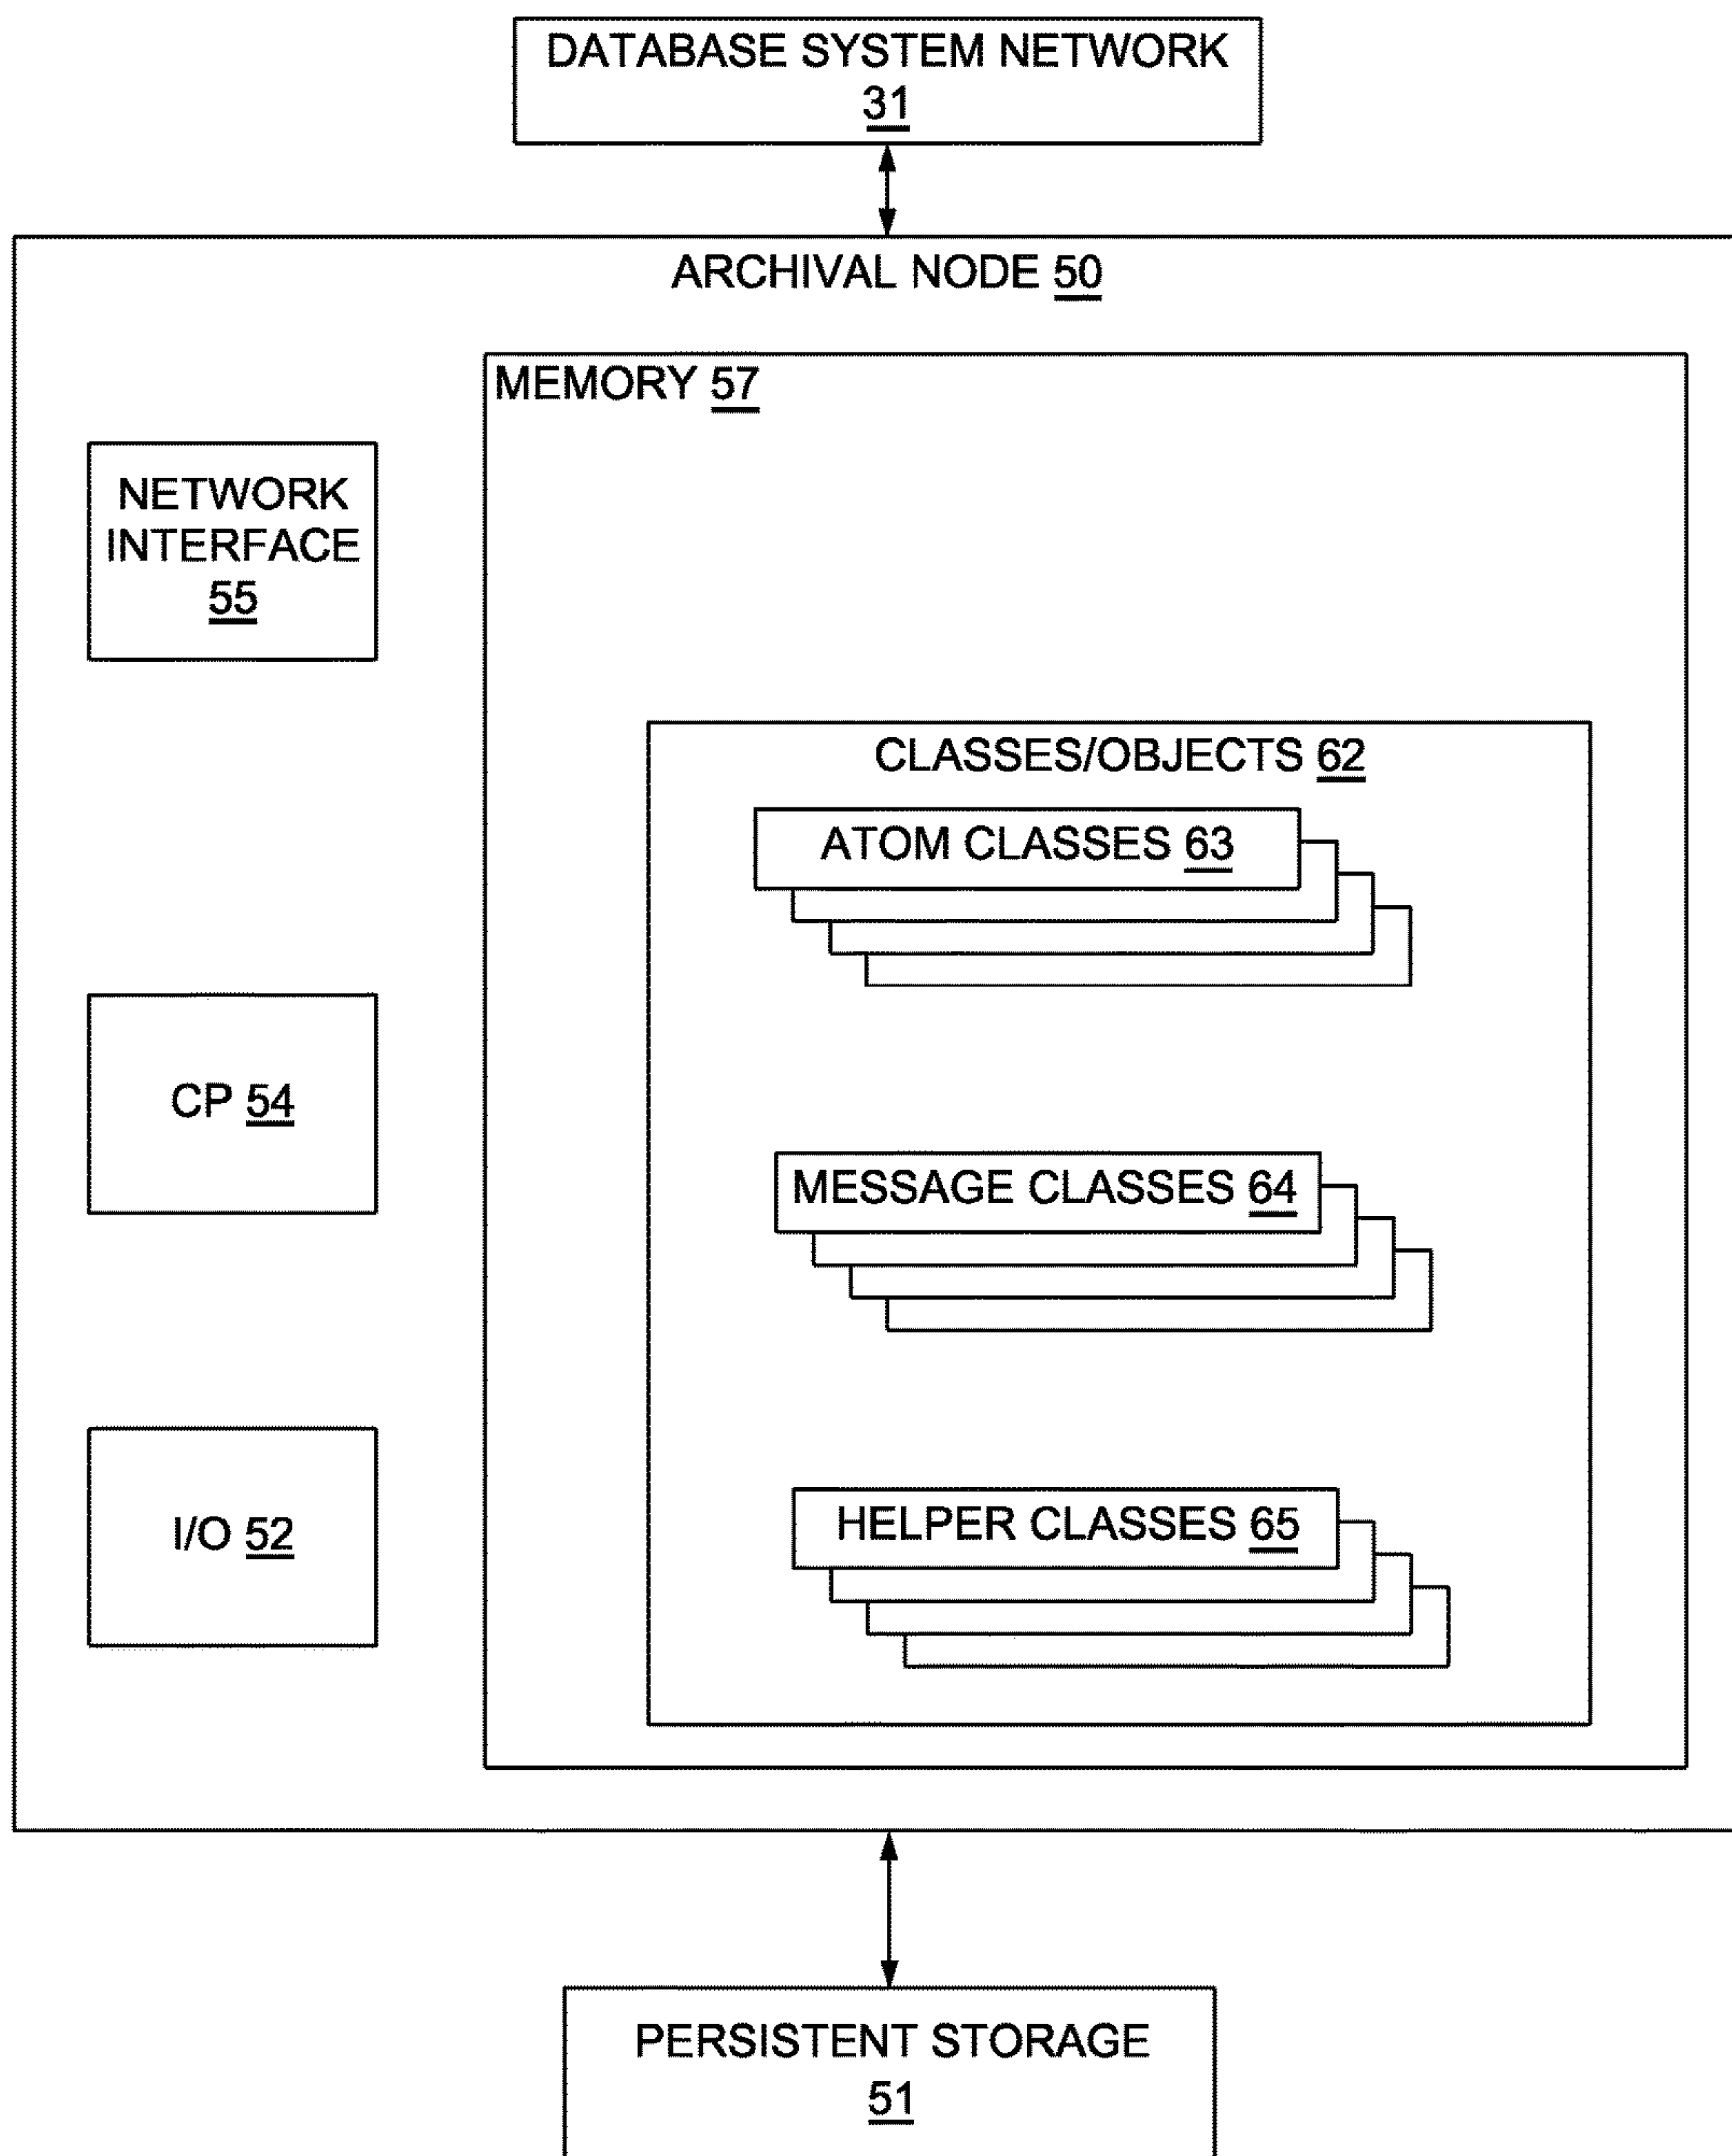 DATABASE SYSTEM NETWORK
31
ARCHIVAL NODE 50
MEMORY 57
NETWORK
INTERFACE
55
CLASSES/OBJECTS 62
ATOM CLASSES 63
CP 54
MESSAGE CLASSES 64
I/O 52
HELPER CLASSES 65
PERSISTENT STORAGE
51